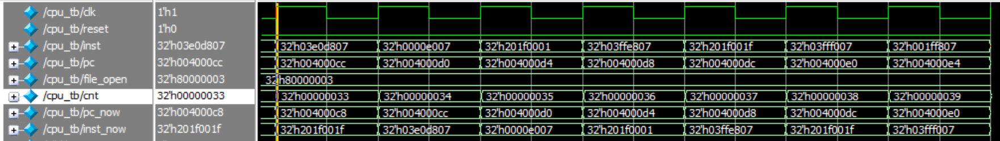 /cpu_tb/clk 1'h1
/cpu_tb/reset 1'h0
/cpu_tb/inst 32'h03e0d807 32'h03e0d807 32'h0000e007 32'h201f0001 32'h03ffe807 32'h201f001f 32'h03fff007 32'h001ff807
/cpu_tb/pc 32'h004000cc 32'h004000cc 32'h004000d0 32'h004000d4 32'h004000d8 32'h004000dc 32'h004000e0 32'h004000e4
/cpu_tb/file_open 32'h80000003 32'h80000003
/cpu_tb/cnt 32'h00000033 32'h00000033 32'h00000034 32'h00000035 32'h00000036 32'h00000037 32'h00000038 32'h00000039
/cpu_tb/pc_now 32'h004000c8 32'h004000c8 32'h004000cc 32'h004000d0 32'h004000d4 32'h004000d8 32'h004000dc 32'h004000e0
/cpu_tb/inst_now 32'h201f001f 32'h201f001f 32'h03e0d807 32'h0000e007 32'h201f0001 32'h03ffe807 32'h201f001f 32'h03fff007